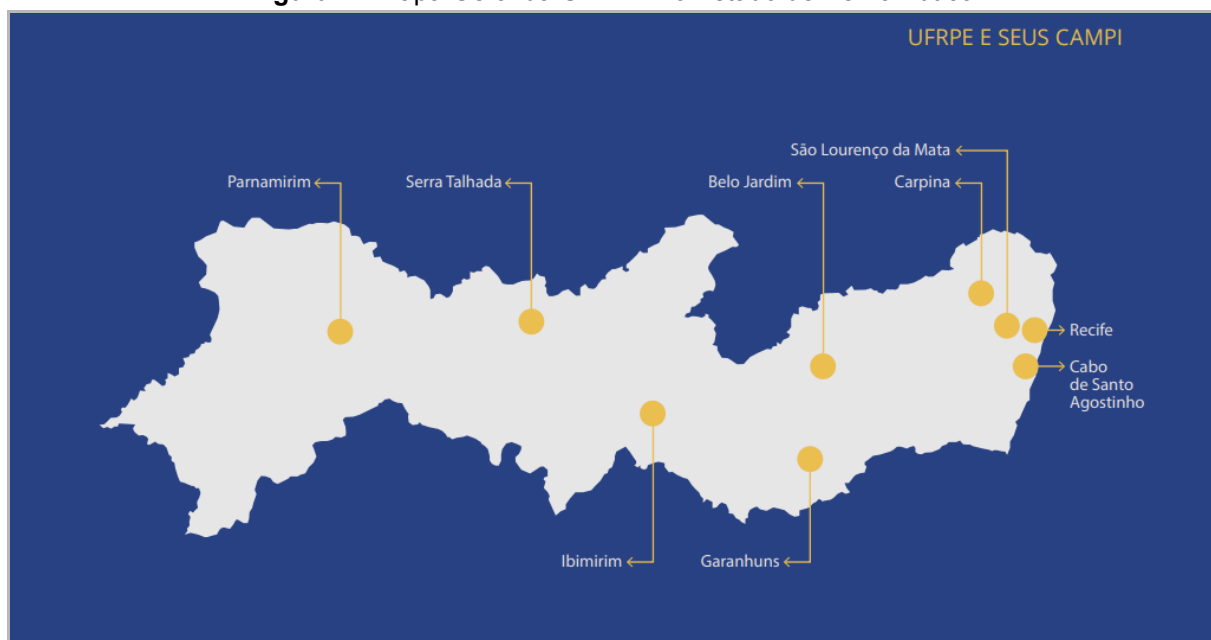 UFRPE E SEUS CAMPI
São Lourenço da Mata
Parnamirim
Serra Talhada
Belo Jardim
Carpina
Recife
Cabo
de Santo
Agostinho
Ibimirim
Garanhuns